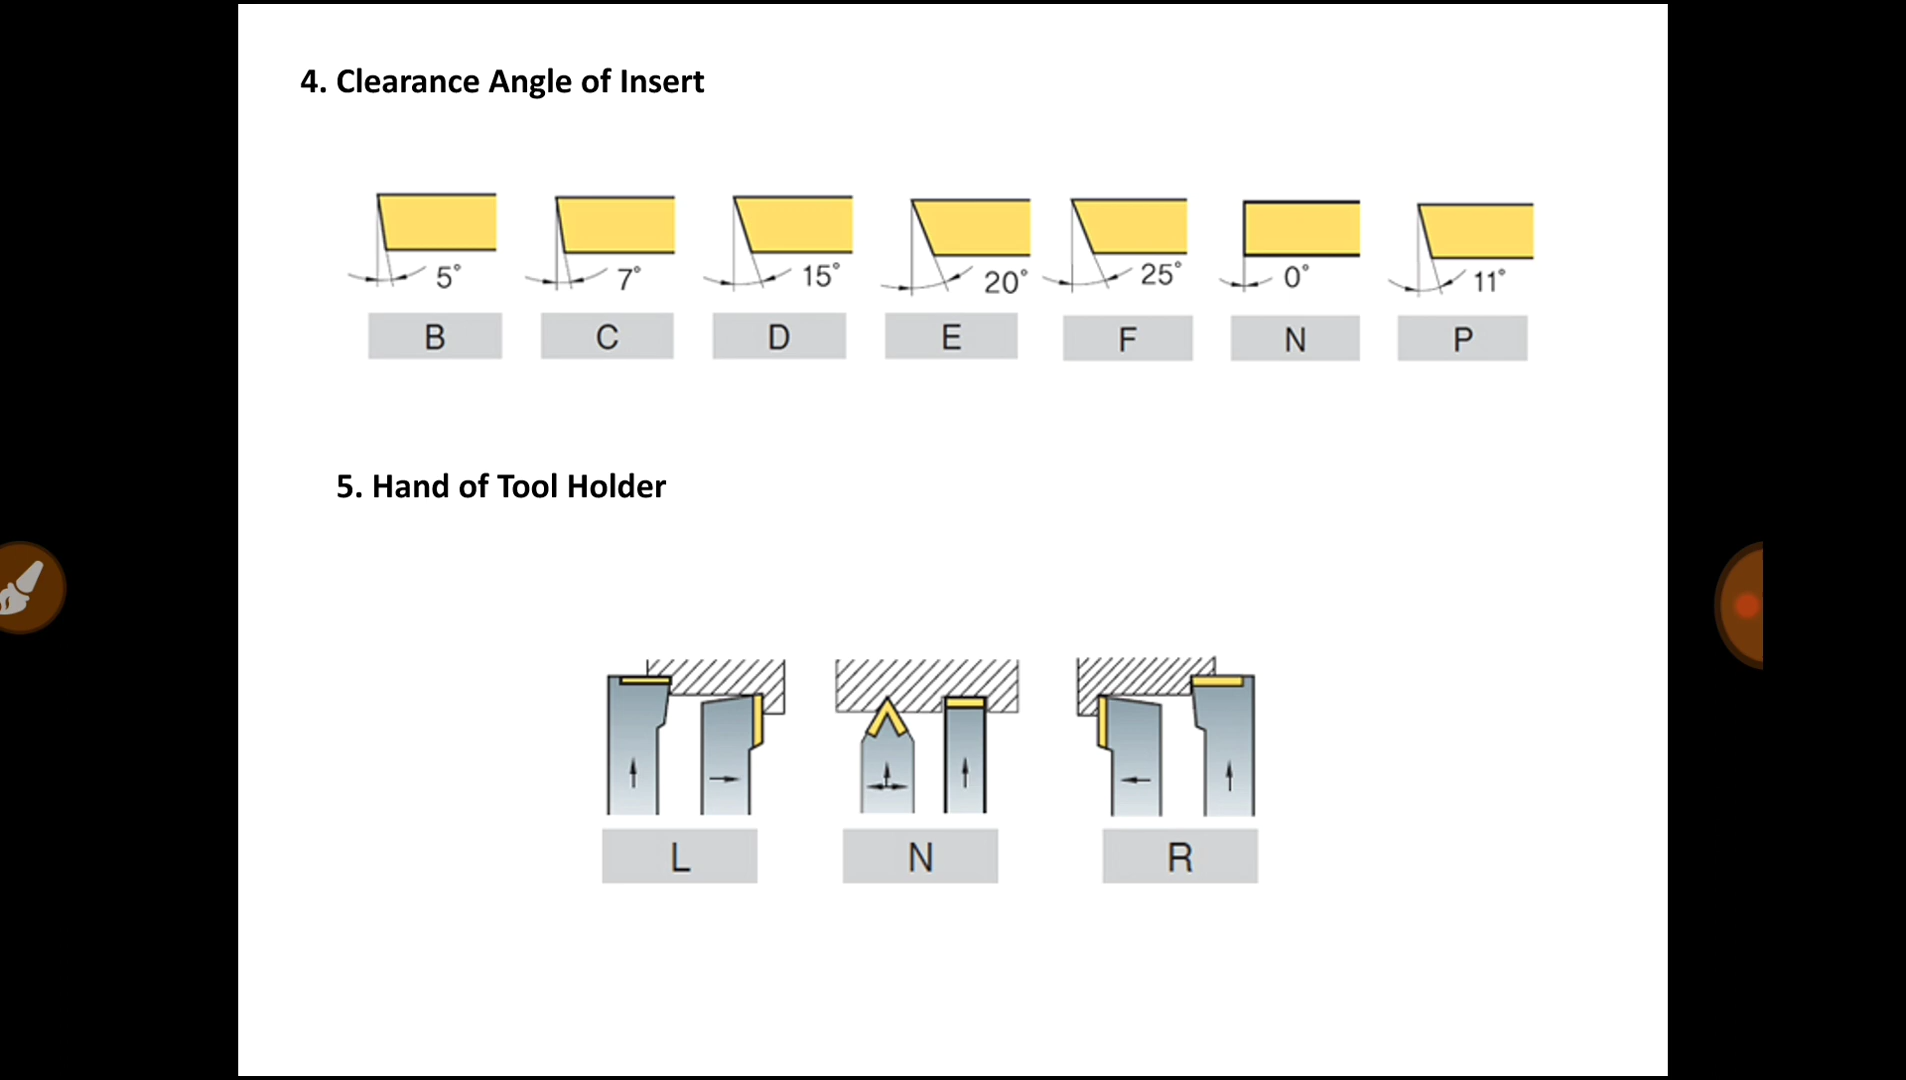 4. Clearance Angle of Insert
5° 7° 15° 20° 25° 0° 11°
B C D E F N P
5. Hand of Tool Holder
L N R